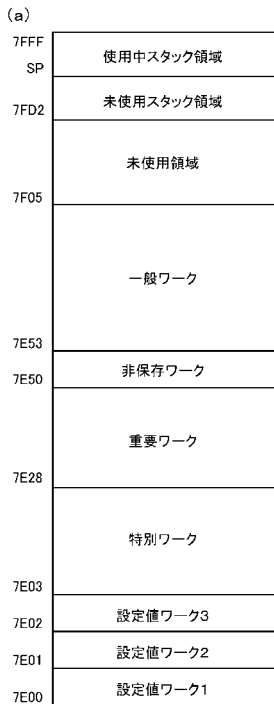 (a)
7FFF
使用中スタック領域
SP
未使用スタック領域
7FD2
未使用領域
7F05
一般ワーク
7E53
非保存ワーク
7E50
重要ワーク
7E28
特別ワーク
7E03
設定値ワーク3
7E02
設定値ワーク2
7E01
設定値ワーク1
7E00